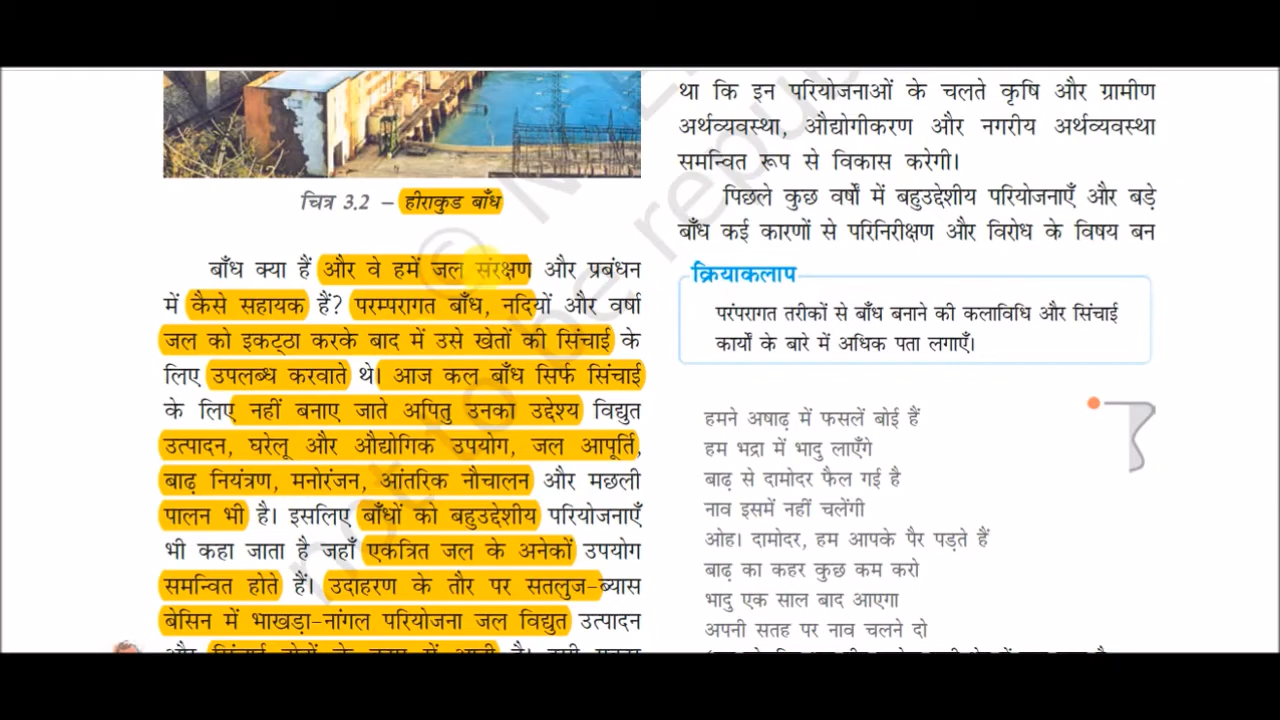 चित्र 3.2 – हीराकुड बाँध
बाँध क्या हैं और वे हमें जल संरक्षण और प्रबंधन
में कैसे सहायक हैं? परम्परागत बाँध, नदियों और वर्षा
जल को इकट्ठा करके बाद में उसे खेतों की सिंचाई के
लिए उपलब्ध करवाते थे। आज कल बाँध सिर्फ सिंचाई
के लिए नहीं बनाए जाते अपितु उनका उद्देश्य विद्युत
उत्पादन, घरेलू और औद्योगिक उपयोग, जल आपूर्ति,
बाढ़ नियंत्रण, मनोरंजन, आंतरिक नौचालन और मछली
पालन भी है। इसलिए बाँधों को बहुउद्देशीय परियोजनाएँ
भी कहा जाता है जहाँ एकत्रित जल के अनेकों उपयोग
समन्वित होते हैं। उदाहरण के तौर पर सतलुज-ब्यास
बेसिन में भाखड़ा-नांगल परियोजना जल विद्युत उत्पादन
था कि इन परियोजनाओं के चलते कृषि और ग्रामीण
अर्थव्यवस्था, औद्योगीकरण और नगरीय अर्थव्यवस्था
समन्वित रूप से विकास करेगी।
पिछले कुछ वर्षों में बहुउद्देशीय परियोजनाएँ और बड़े
बाँध कई कारणों से परिनिरीक्षण और विरोध के विषय बन
क्रियाकलाप
परंपरागत तरीकों से बाँध बनाने की कलाविधि और सिंचाई
कार्यों के बारे में अधिक पता लगाएँ।
हमने अषाढ़ में फसलें बोई हैं
हम भद्रा में भादु लाएँगे
बाढ़ से दामोदर फैल गई है
नाव इसमें नहीं चलेंगी
ओह। दामोदर, हम आपके पैर पड़ते हैं
बाढ़ का कहर कुछ कम करो
भादु एक साल बाद आएगा
अपनी सतह पर नाव चलने दो
not to be republ